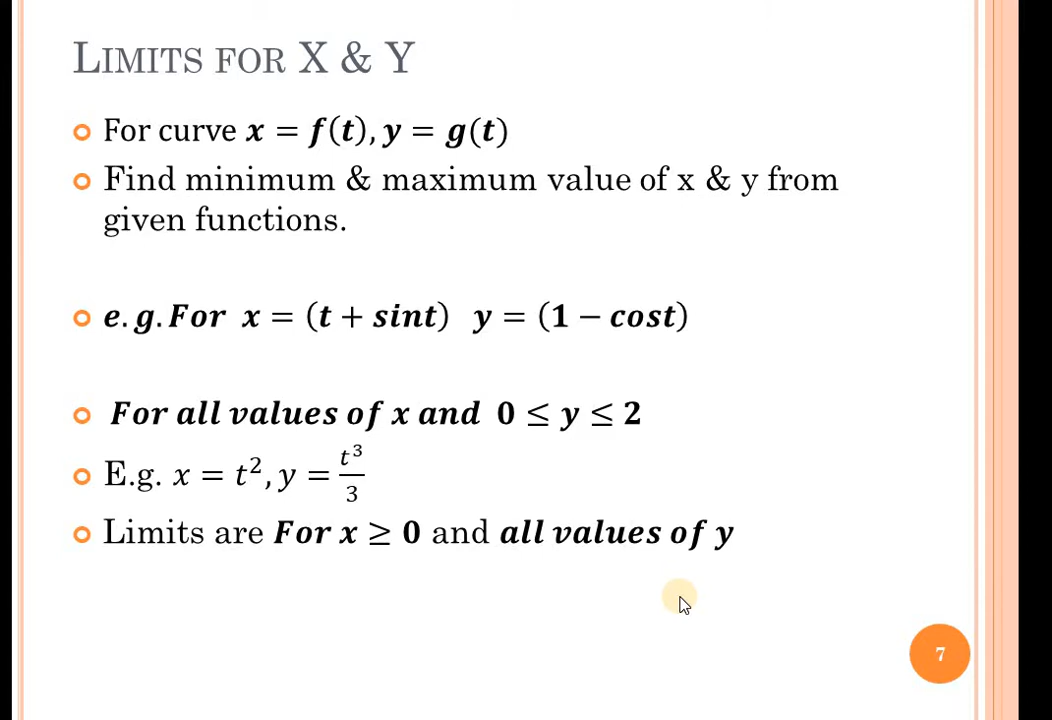 LIMITS FOR X & Y
For curve x = f(t), y = g(t)
Find minimum & maximum value of x & y from
given functions.
e.g. For x = (t + sint) y = (1 − cost)
For all values of x and 0 ≤ y ≤ 2
E.g. x = t², y = t³/3
Limits are For x ≥ 0 and all values of y
7